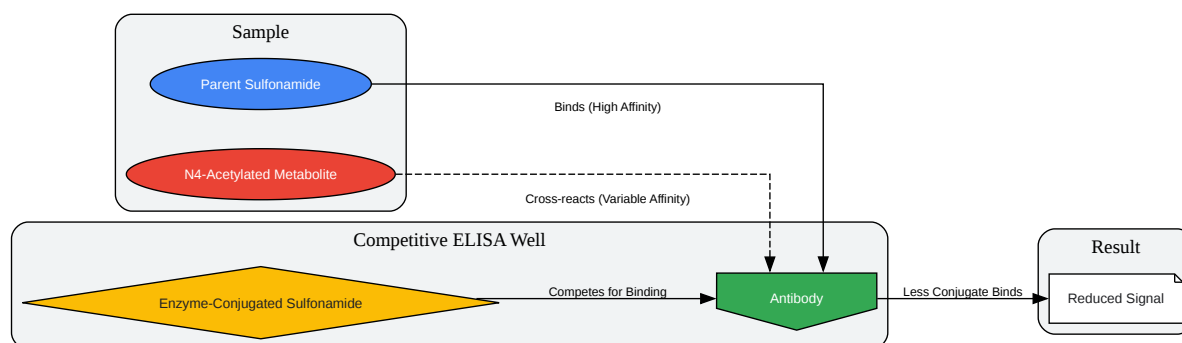 Sample
Parent Sulfonamide
Binds (High Affinity)
N4-Acetylated Metabolite
Cross-reacts (Variable Affinity)
Competitive ELISA Well
Result
Enzyme-Conjugated Sulfonamide
Competes for Binding
Antibody
Less Conjugate Binds
Reduced Signal